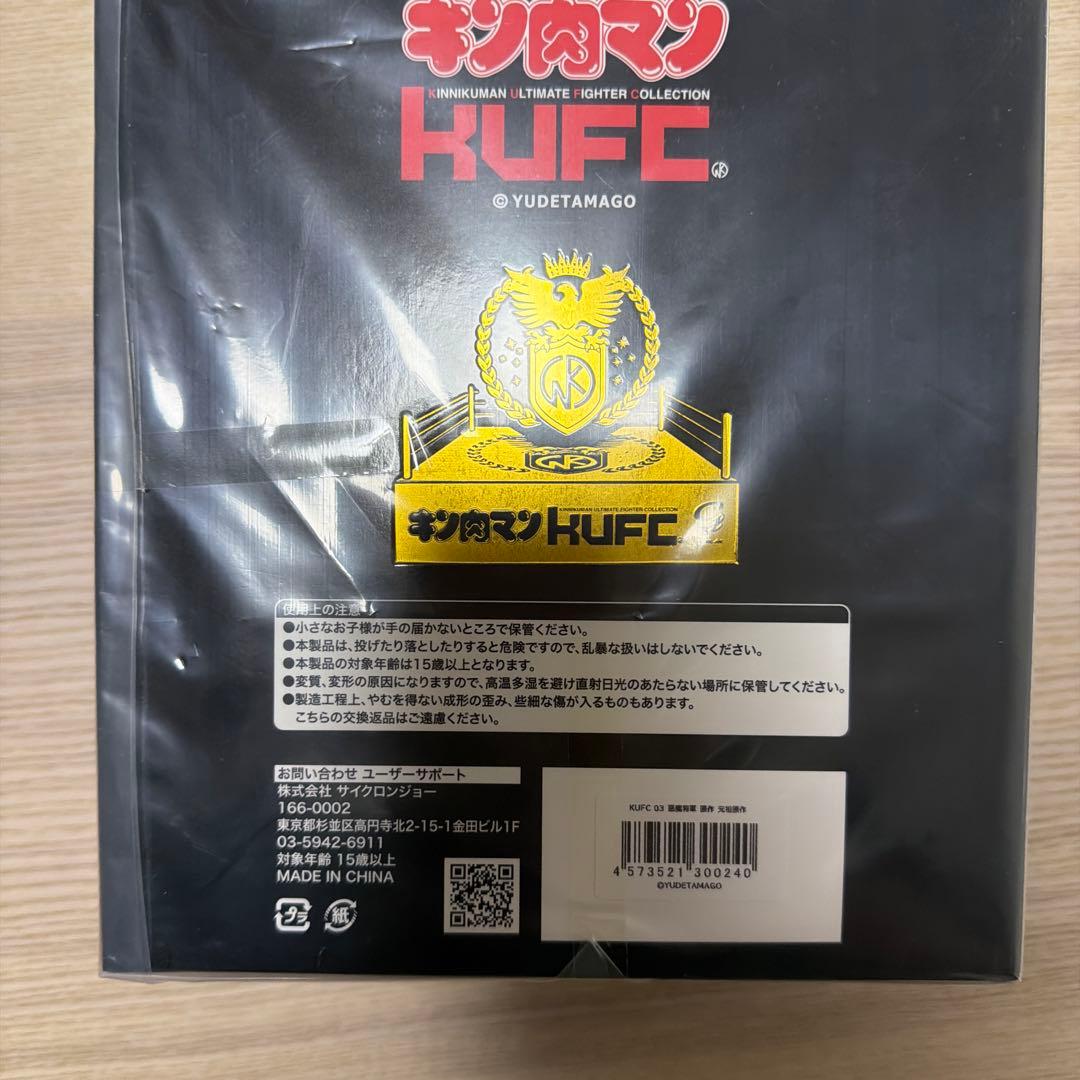 キン肉マン
KINNIKUMAN ULTIMATE FIGHTER COLLECTION
KUFC
©YUDETAMAGO
KINNIKUMAN ULTIMATE FIGHTER COLLECTION
キン肉マン KUFC
使用上の注意
●小さなお子様が手の届かないところで保管ください。
●本製品は、投げたり落としたりすると危険ですので、乱暴な扱いはしないでください。
●本製品の対象年齢は15歳以上となります。
●変質、変形の原因になりますので、高温多湿を避け直射日光のあたらない場所に保管してください。
●製造工程上、やむを得ない成形の歪み、些細な傷が入るものもあります。
こちらの交換返品はご遠慮ください。
お問い合わせ ユーザーサポート
株式会社 サイクロンジョー
166-0002
東京都杉並区高円寺北2-15-1金田ビル1F
03-5942-6911
対象年齢 15歳以上
MADE IN CHINA
プラ
紙
KUFC 03 悪魔将軍 原作 元祖原作
4 573521 300240
©YUDETAMAGO